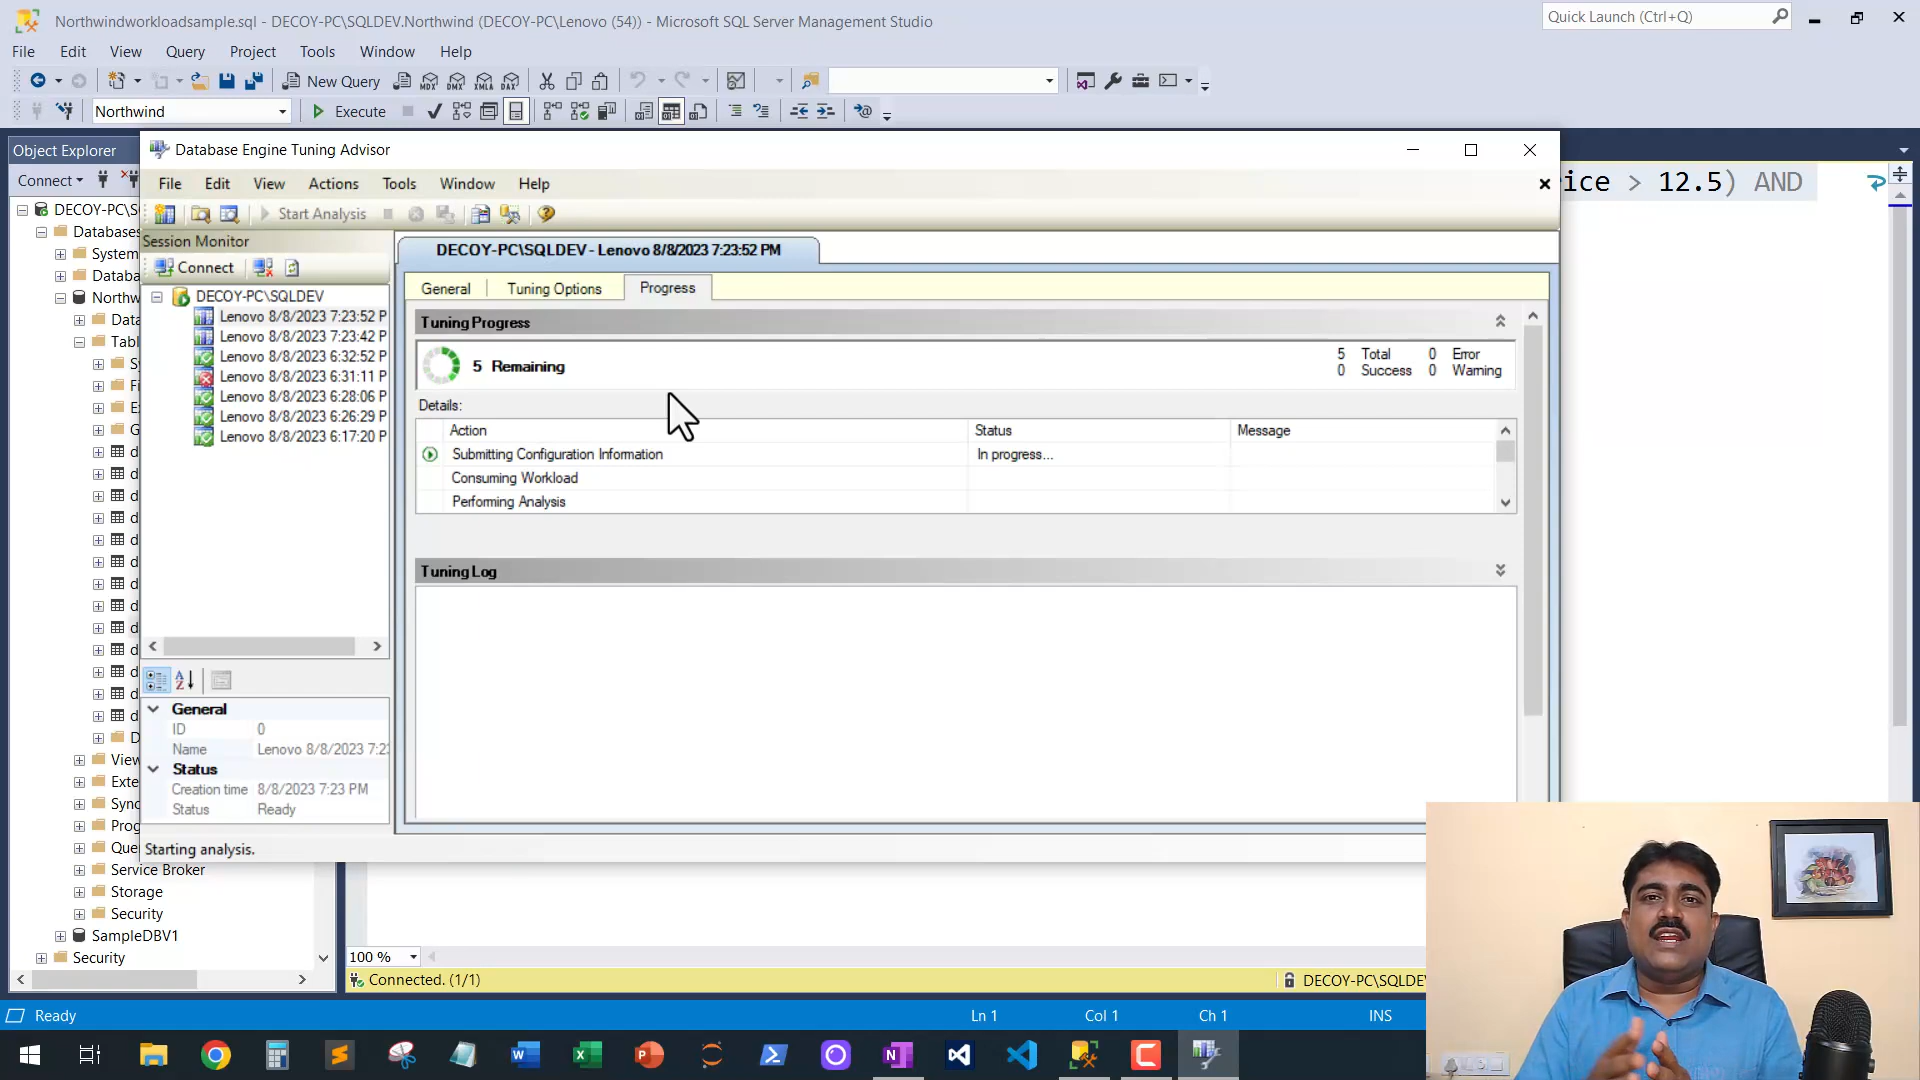 Northwindworkloadsample.sql - DECOY-PC\SQLDEV.Northwind (DECOY-PC\Lenovo (54)) - Microsoft SQL Server Management Studio
Quick Launch (Ctrl+Q)
File Edit View Query Project Tools Window Help
New Query MDX DMX XMLA DAX
Northwind Execute
Object Explorer
Connect
DECOY-PC\S
Databases
System
Databa
Northw
Data
Tabl
S
Fi
E
G
d
d
d
d
d
d
d
d
d
d
d
d
d
D
View
Exte
Syno
Prog
Que
Service Broker
Storage
Security
SampleDBV1
Security
Database Engine Tuning Advisor
File Edit View Actions Tools Window Help
Start Analysis
Session Monitor
Connect
DECOY-PC\SQLDEV
Lenovo 8/8/2023 7:23:52 P
Lenovo 8/8/2023 7:23:42 P
Lenovo 8/8/2023 6:32:52 P
Lenovo 8/8/2023 6:31:11 P
Lenovo 8/8/2023 6:28:06 P
Lenovo 8/8/2023 6:26:29 P
Lenovo 8/8/2023 6:17:20 P
General
ID 0
Name Lenovo 8/8/2023 7:23
Status
Creation time 8/8/2023 7:23 PM
Status Ready
DECOY-PC\SQLDEV - Lenovo 8/8/2023 7:23:52 PM
General Tuning Options Progress
Tuning Progress
5 Remaining
5 Total 0 Error
0 Success 0 Warning
Details:
Action Status Message
Submitting Configuration Information In progress...
Consuming Workload
Performing Analysis
Tuning Log
Starting analysis.
ice > 12.5) AND
100 %
Connected. (1/1) DECOY-PC\SQLDE
Ready Ln 1 Col 1 Ch 1 INS